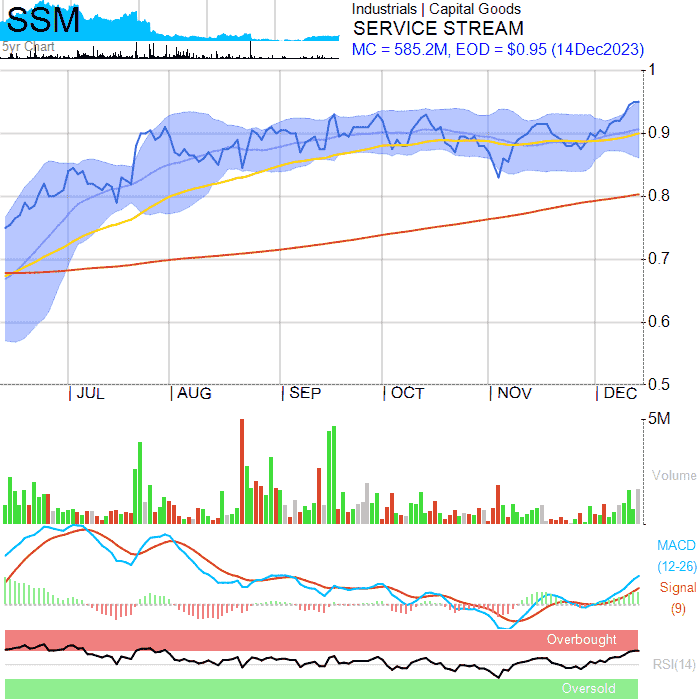 SSM
5yr Chart
Industrials | Capital Goods
SERVICE STREAM
MC = 585.2M, EOD = $0.95 (14Dec2023)
1
0.9
0.8
0.7
0.6
0.5
| JUL | AUG | SEP | OCT | NOV | DEC
5M
Volume
MACD
(12-26)
Signal
(9)
Overbought
RSI(14)
Oversold